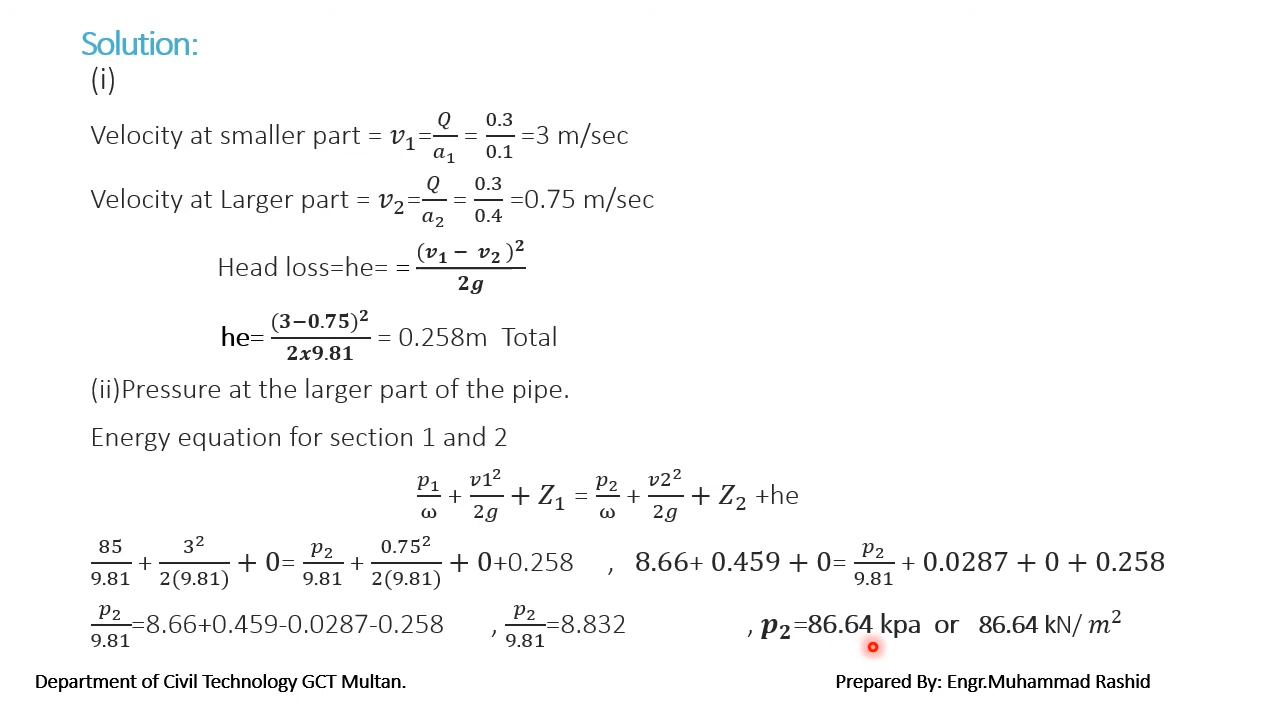 Solution:
(i)
Velocity at smaller part = v₁=Q/a₁ = 0.3/0.1 =3 m/sec
Velocity at Larger part = v₂=Q/a₂ = 0.3/0.4 =0.75 m/sec
Head loss=he= =(v₁ − v₂ )²/2g
he=(3−0.75)²/2x9.81 = 0.258m Total
(ii)Pressure at the larger part of the pipe.
Energy equation for section 1 and 2
p₁/ω + v1²/2g + Z₁ = p₂/ω + v2²/2g + Z₂ +he
85/9.81 + 3²/2(9.81) + 0= p₂/9.81 + 0.75²/2(9.81) + 0+0.258 , 8.66+ 0.459 + 0= p₂/9.81 + 0.0287 + 0 + 0.258
p₂/9.81=8.66+0.459-0.0287-0.258 , p₂/9.81=8.832 , p₂=86.64 kpa or 86.64 kN/ m²
Department of Civil Technology GCT Multan. Prepared By: Engr.Muhammad Rashid